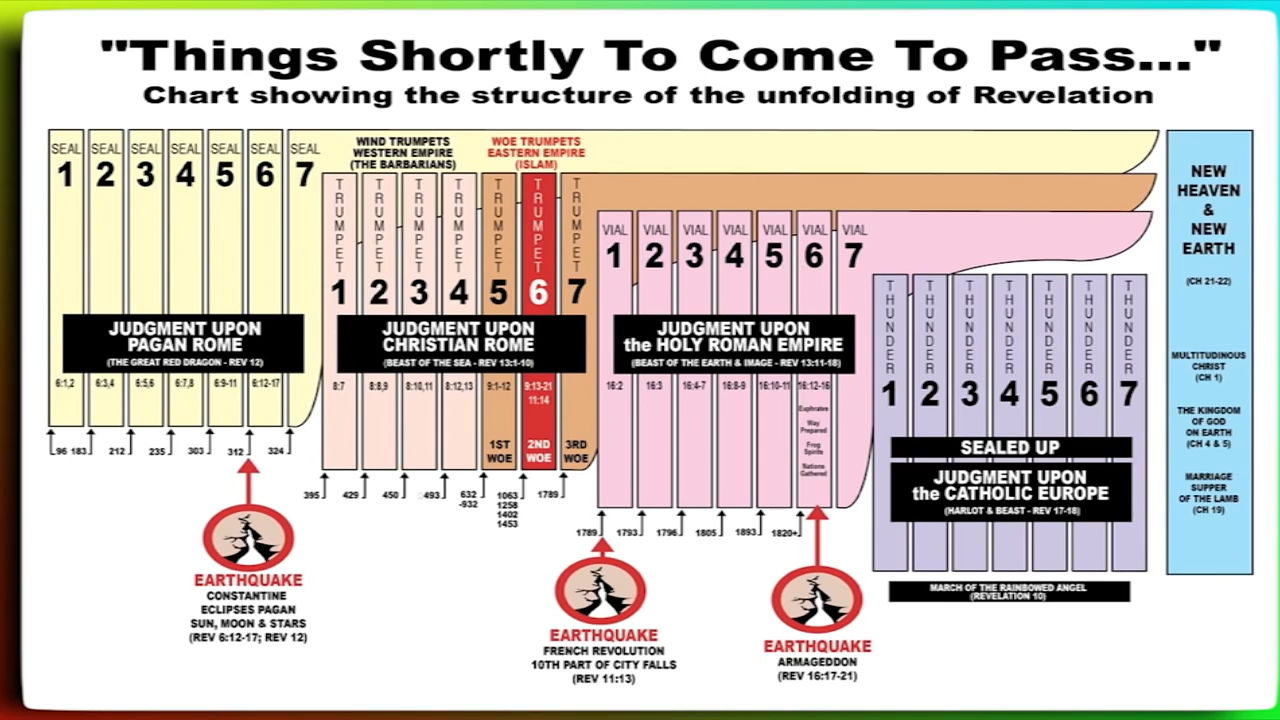 "Things Shortly To Come To Pass..."
Chart showing the structure of the unfolding of Revelation
SEAL 1
SEAL 2
SEAL 3
SEAL 4
SEAL 5
SEAL 6
SEAL 7
JUDGMENT UPON
PAGAN ROME
(THE GREAT RED DRAGON - REV 12)
6:1,2
6:3,4
6:5,6
6:7,8
6:9-11
6:12-17
96
183
212
235
303
312
324
EARTHQUAKE
CONSTANTINE
ECLIPSES PAGAN
SUN, MOON & STARS
(REV 6:12-17; REV 12)
WIND TRUMPETS
WESTERN EMPIRE
(THE BARBARIANS)
WOE TRUMPETS
EASTERN EMPIRE
(ISLAM)
TRUMPET 1
TRUMPET 2
TRUMPET 3
TRUMPET 4
TRUMPET 5
TRUMPET 6
TRUMPET 7
JUDGMENT UPON
CHRISTIAN ROME
(BEAST OF THE SEA - REV 13:1-10)
8:7
8:8,9
8:10,11
8:12,13
9:1-12
9:13-21
11:14
1ST
WOE
2ND
WOE
3RD
WOE
395
429
450
493
632
-932
1063
1258
1402
1453
1789
VIAL 1
VIAL 2
VIAL 3
VIAL 4
VIAL 5
VIAL 6
VIAL 7
JUDGMENT UPON
the HOLY ROMAN EMPIRE
(BEAST OF THE EARTH & IMAGE - REV 13:11-18)
16:2
16:3
16:4-7
16:8-9
16:10-11
16:12-16
Euphrates
Way
Prepared
Frog
Spirits
Nations
Gathered
1789
1793
1796
1805
1893
1820+
EARTHQUAKE
FRENCH REVOLUTION
10TH PART OF CITY FALLS
(REV 11:13)
EARTHQUAKE
ARMAGEDDON
(REV 16:17-21)
THUNDER 1
THUNDER 2
THUNDER 3
THUNDER 4
THUNDER 5
THUNDER 6
THUNDER 7
SEALED UP
JUDGMENT UPON
the CATHOLIC EUROPE
(HARLOT & BEAST - REV 17-18)
MARCH OF THE RAINBOWED ANGEL
(REVELATION 10)
NEW
HEAVEN
&
NEW
EARTH
(CH 21-22)
MULTITUDINOUS
CHRIST
(CH 1)
THE KINGDOM
OF GOD
ON EARTH
(CH 4 & 5)
MARRIAGE
SUPPER
OF THE LAMB
(CH 19)